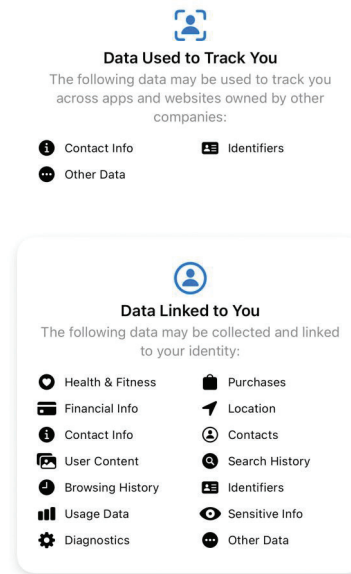 Data Used to Track You
The following data may be used to track you
across apps and websites owned by other
companies:
Contact Info
Identifiers
Other Data
Data Linked to You
The following data may be collected and linked
to your identity:
Health & Fitness
Purchases
Financial Info
Location
Contact Info
Contacts
User Content
Search History
Browsing History
Identifiers
Usage Data
Sensitive Info
Diagnostics
Other Data